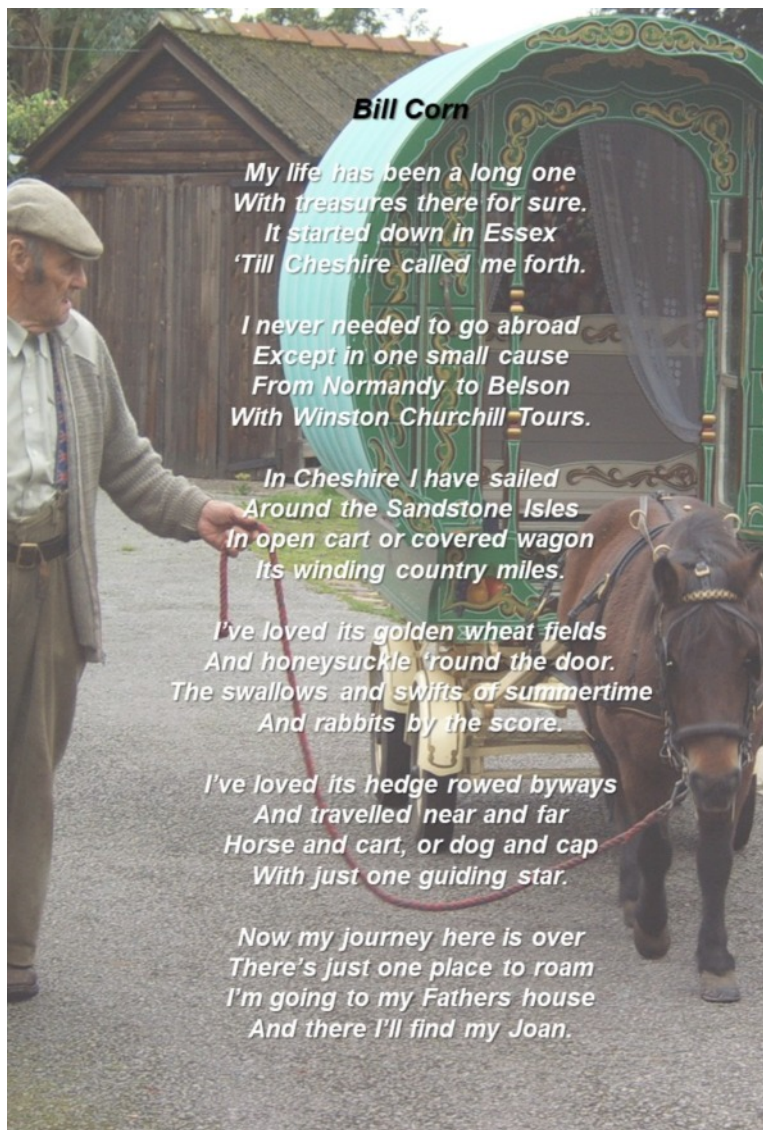 Bill Corn
My life has been a long one
With treasures there for sure.
It started down in Essex
‘Till Cheshire called me forth.
I never needed to go abroad
Except in one small cause
From Normandy to Belson
With Winston Churchill Tours.
In Cheshire I have sailed
Around the Sandstone Isles
In open cart or covered wagon
Its winding country miles.
I’ve loved its golden wheat fields
And honeysuckle ‘round the door.
The swallows and swifts of summertime
And rabbits by the score.
I’ve loved its hedge rowed byways
And travelled near and far
Horse and cart, or dog and cap
With just one guiding star.
Now my journey here is over
There’s just one place to roam
I’m going to my Fathers house
And there I’ll find my Joan.